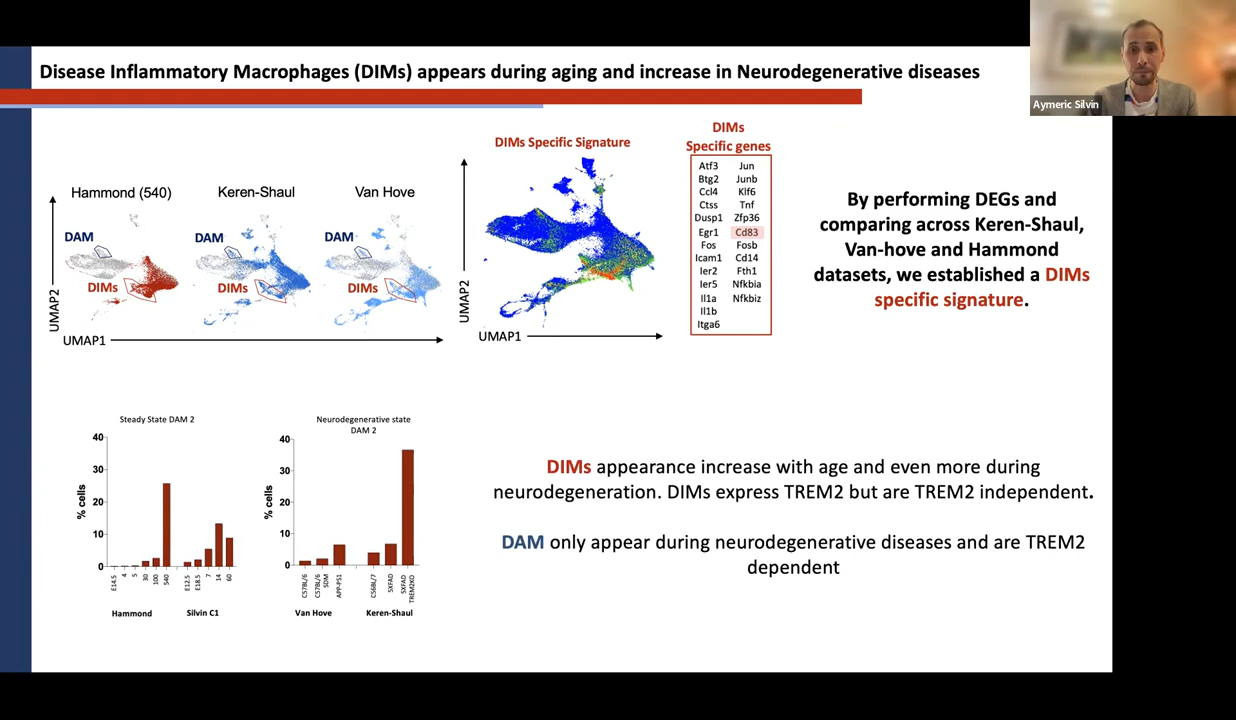 Aymeric Silvin
Disease Inflammatory Macrophages (DIMs) appears during aging and increase in Neurodegenerative diseases
Hammond (540)
Keren-Shaul
Van Hove
DAM
DAM
DAM
DIMs
DIMs
DIMs
UMAP2
UMAP1
DIMs Specific Signature
UMAP2
UMAP1
DIMs
Specific genes
Atf3 Jun
Btg2 Junb
Ccl4 Klf6
Ctss Tnf
Dusp1 Zfp36
Egr1 Cd83
Fos Fosb
Icam1 Cd14
Ier2 Fth1
Ier5 Nfkbia
Il1a Nfkbiz
Il1b
Itga6
By performing DEGs and
comparing across Keren-Shaul,
Van-hove and Hammond
datasets, we established a DIMs
specific signature.
Steady State DAM 2
% cells
40
30
20
10
0
E14.5
4
5
30
100
540
E12.5
E18.5
7
14
60
Hammond
Silvin C1
Neurodegenerative state
DAM 2
% cells
40
30
20
10
0
C57BL/6
C57BL/6
SDM
APP-PS1
C56BL/7
5XFAD
5XFAD
TREM2KO
Van Hove
Keren-Shaul
DIMs appearance increase with age and even more during
neurodegeneration. DIMs express TREM2 but are TREM2 independent.
DAM only appear during neurodegenerative diseases and are TREM2
dependent